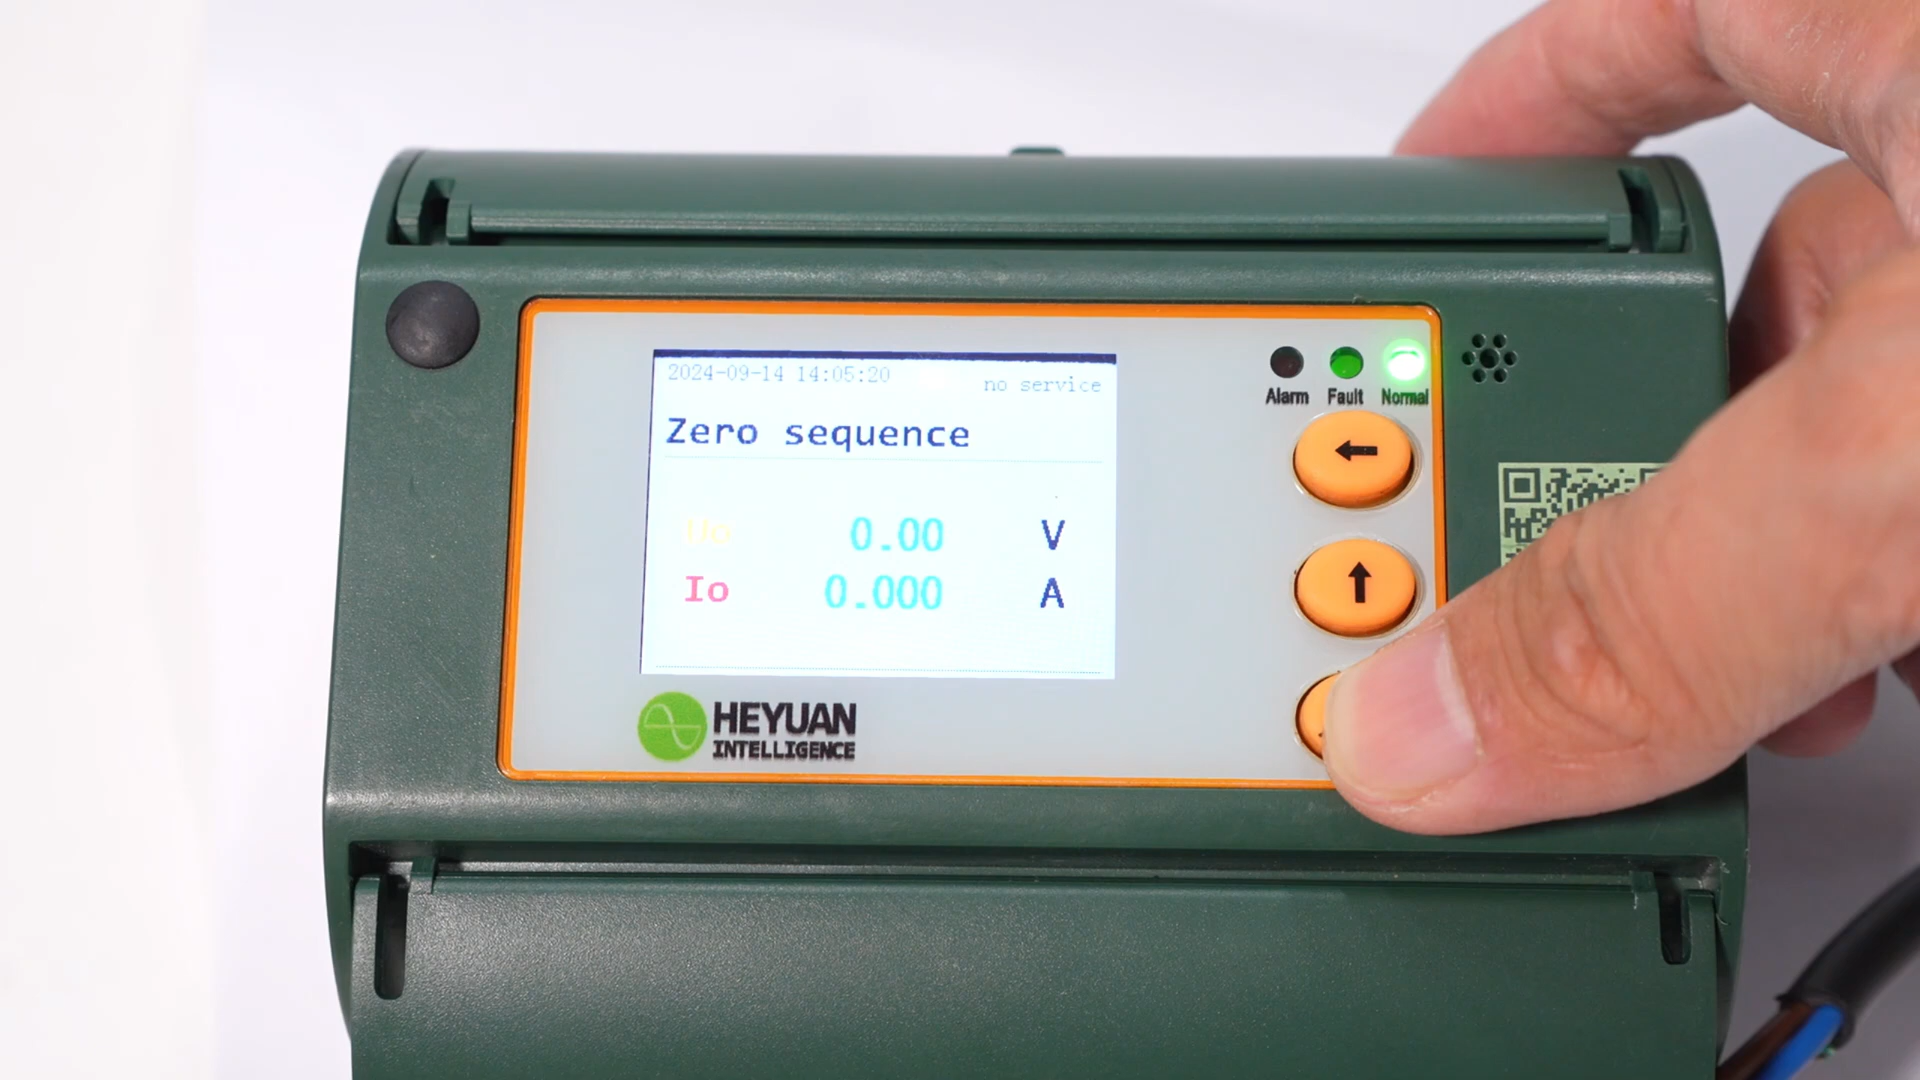 2024-09-14 14:05:20
no service
Zero sequence
Uo 0.00 V
Io 0.000 A
HEYUAN
INTELLIGENCE
Alarm Fault Normal